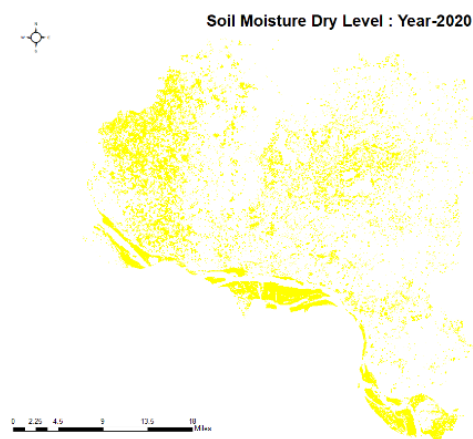 Soil Moisture Dry Level : Year-2020
N
W E
S
0 2.25 4.5 9 13.5 18
Miles